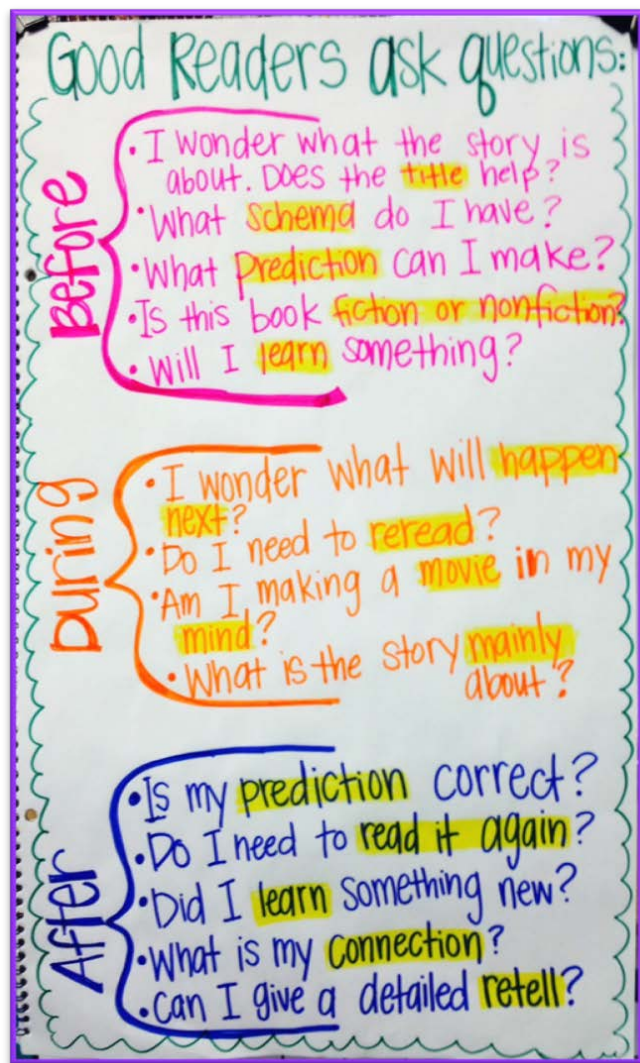 Good Readers ask questions:
Before
• I wonder what the story is
about. Does the title help?
• What schema do I have?
• What prediction can I make?
• Is this book fiction or nonfiction?
• Will I learn something?
During
• I wonder what will happen
next?
• Do I need to reread?
• Am I making a movie in my
mind?
• What is the story mainly
about?
After
• Is my prediction correct?
• Do I need to read it again?
• Did I learn something new?
• What is my connection?
• Can I give a detailed retell?